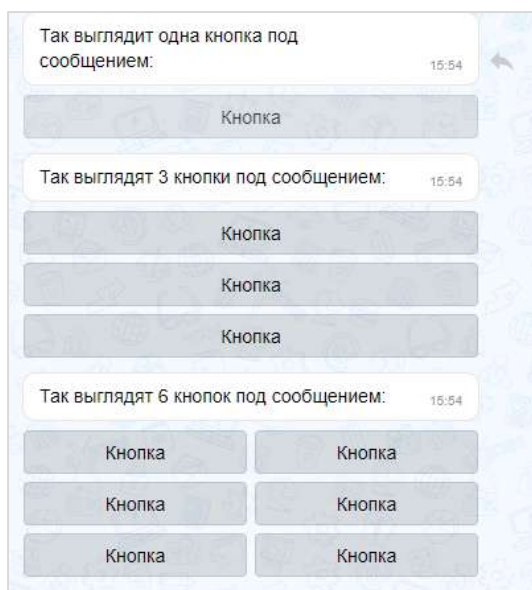 Так выглядит одна кнопка под
сообщением:
15:54
Кнопка
Так выглядят 3 кнопки под сообщением:
15:54
Кнопка
Кнопка
Кнопка
Так выглядят 6 кнопок под сообщением:
15:54
Кнопка Кнопка
Кнопка Кнопка
Кнопка Кнопка